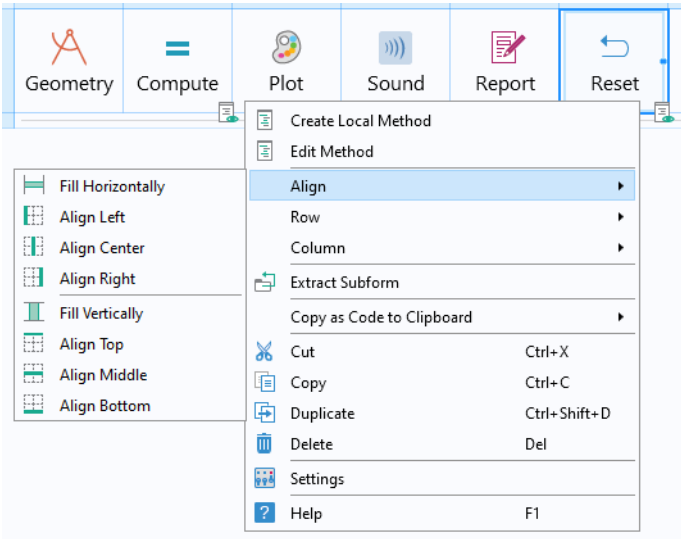 Geometry
Compute
Plot
Sound
Report
Reset
Create Local Method
Edit Method
Align
Row
Column
Extract Subform
Copy as Code to Clipboard
Cut Ctrl+X
Copy Ctrl+C
Duplicate Ctrl+Shift+D
Delete Del
Settings
Help F1
Fill Horizontally
Align Left
Align Center
Align Right
Fill Vertically
Align Top
Align Middle
Align Bottom